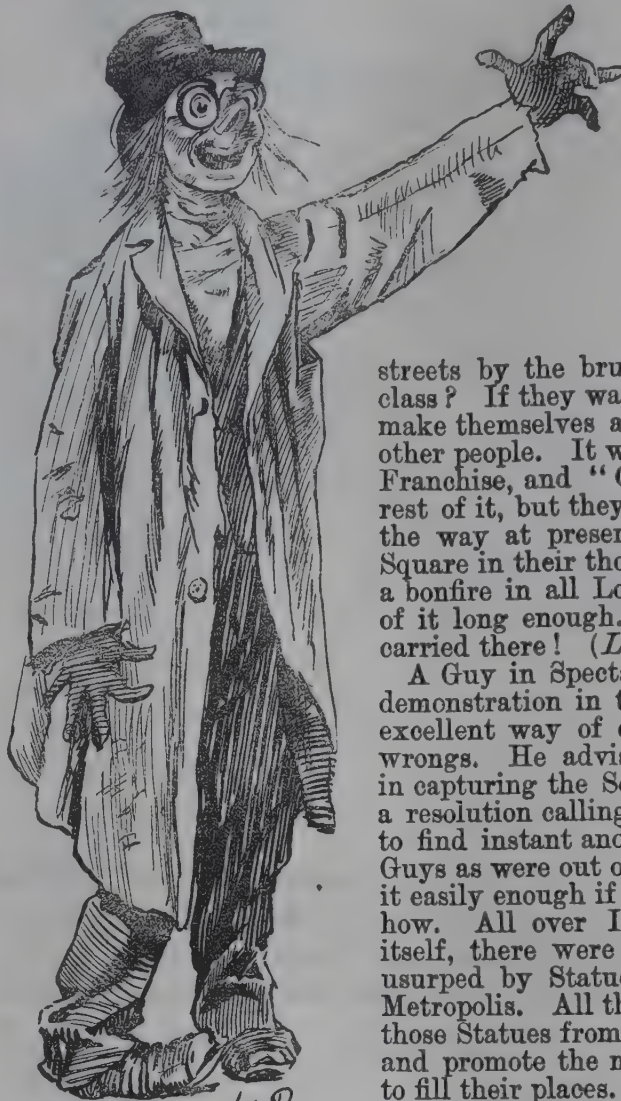 streets by the bru
class? If they wa
make themselves a
other people. It w
Franchise, and "
rest of it, but they
the way at presen
Square in their tho
a bonfire in all Lo
of it long enough.
carried there! (L
A Guy in Specta
demonstration in t
excellent way of
wrongs. He advis
in capturing the S
a resolution calling
to find instant and
Guys as were out o
it easily enough if
how. All over
itself, there were
usurped by Statue
Metropolis. All th
those Statues from
and promote the n
to fill their places.